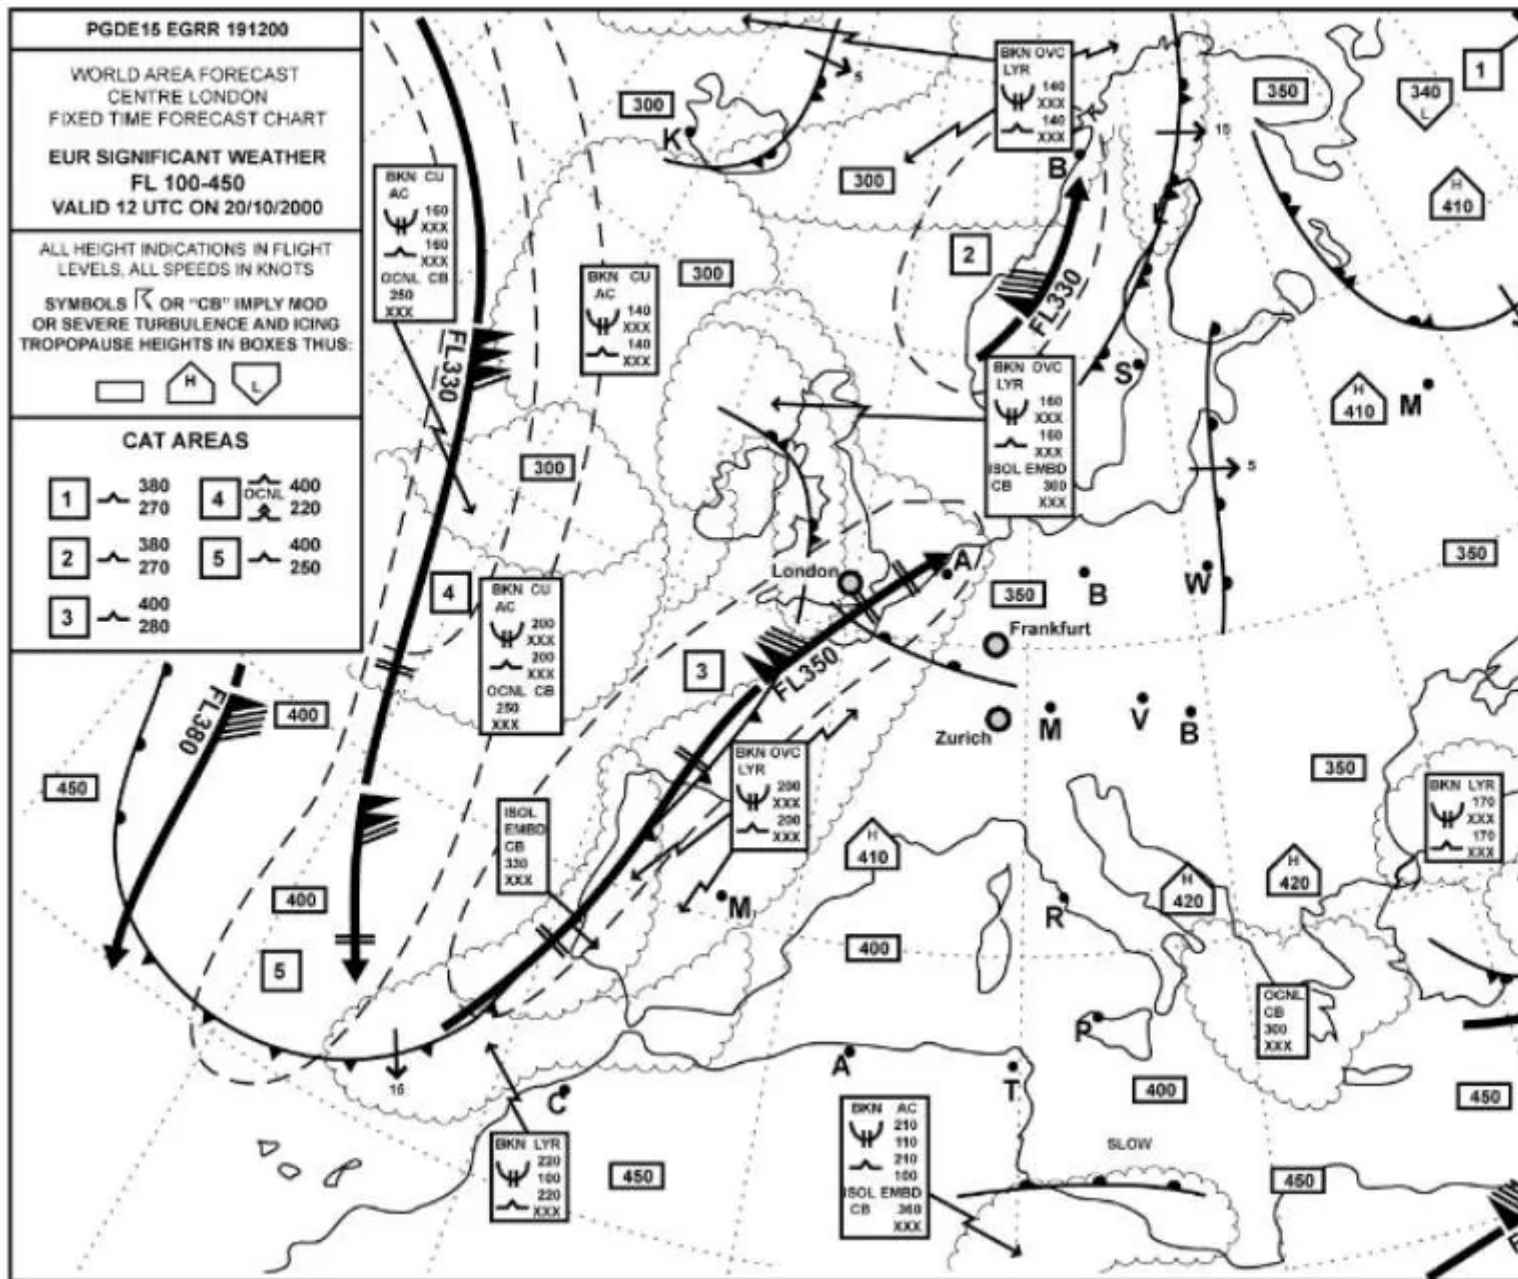 PGDE15 EGRR 191200
WORLD AREA FORECAST
CENTRE LONDON
FIXED TIME FORECAST CHART
EUR SIGNIFICANT WEATHER
FL 100-450
VALID 12 UTC ON 20/10/2000
ALL HEIGHT INDICATIONS IN FLIGHT
LEVELS, ALL SPEEDS IN KNOTS
SYMBOLS OR "CB" IMPLY MOD
OR SEVERE TURBULENCE AND ICING
TROPOPAUSE HEIGHTS IN BOXES THUS:
H
L
CAT AREAS
1 380
270
2 380
270
3 400
280
4 OCNL 400
220
5 400
250
BKN CU
AC
160
XXX
160
XXX
OCNL CB
250
XXX
FL330
300
K
5
BKN CU
AC
140
XXX
140
XXX
300
300
BKN OVC
LYR
140
XXX
140
XXX
300
B
2
FL330
L
15
350
340
L
1
H
410
BKN OVC
LYR
160
XXX
160
XXX
ISOL EMBD
CB 300
XXX
S
5
H
410
M
350
4
BKN CU
AC
200
XXX
200
XXX
OCNL CB
250
XXX
London
A
350
B
W
Frankfurt
3
FL350
FL380
400
450
Zurich
M
V
B
350
BKN OVC
LYR
200
XXX
200
XXX
ISOL
EMBD
CB
330
XXX
BKN LYR
170
XXX
170
XXX
H
410
H
420
H
420
400
M
R
400
5
OCNL
CB
300
XXX
P
16
C
A
T
400
450
BKN LYR
220
100
220
XXX
450
BKN AC
210
110
210
100
ISOL EMBD
CB 360
XXX
SLOW
450